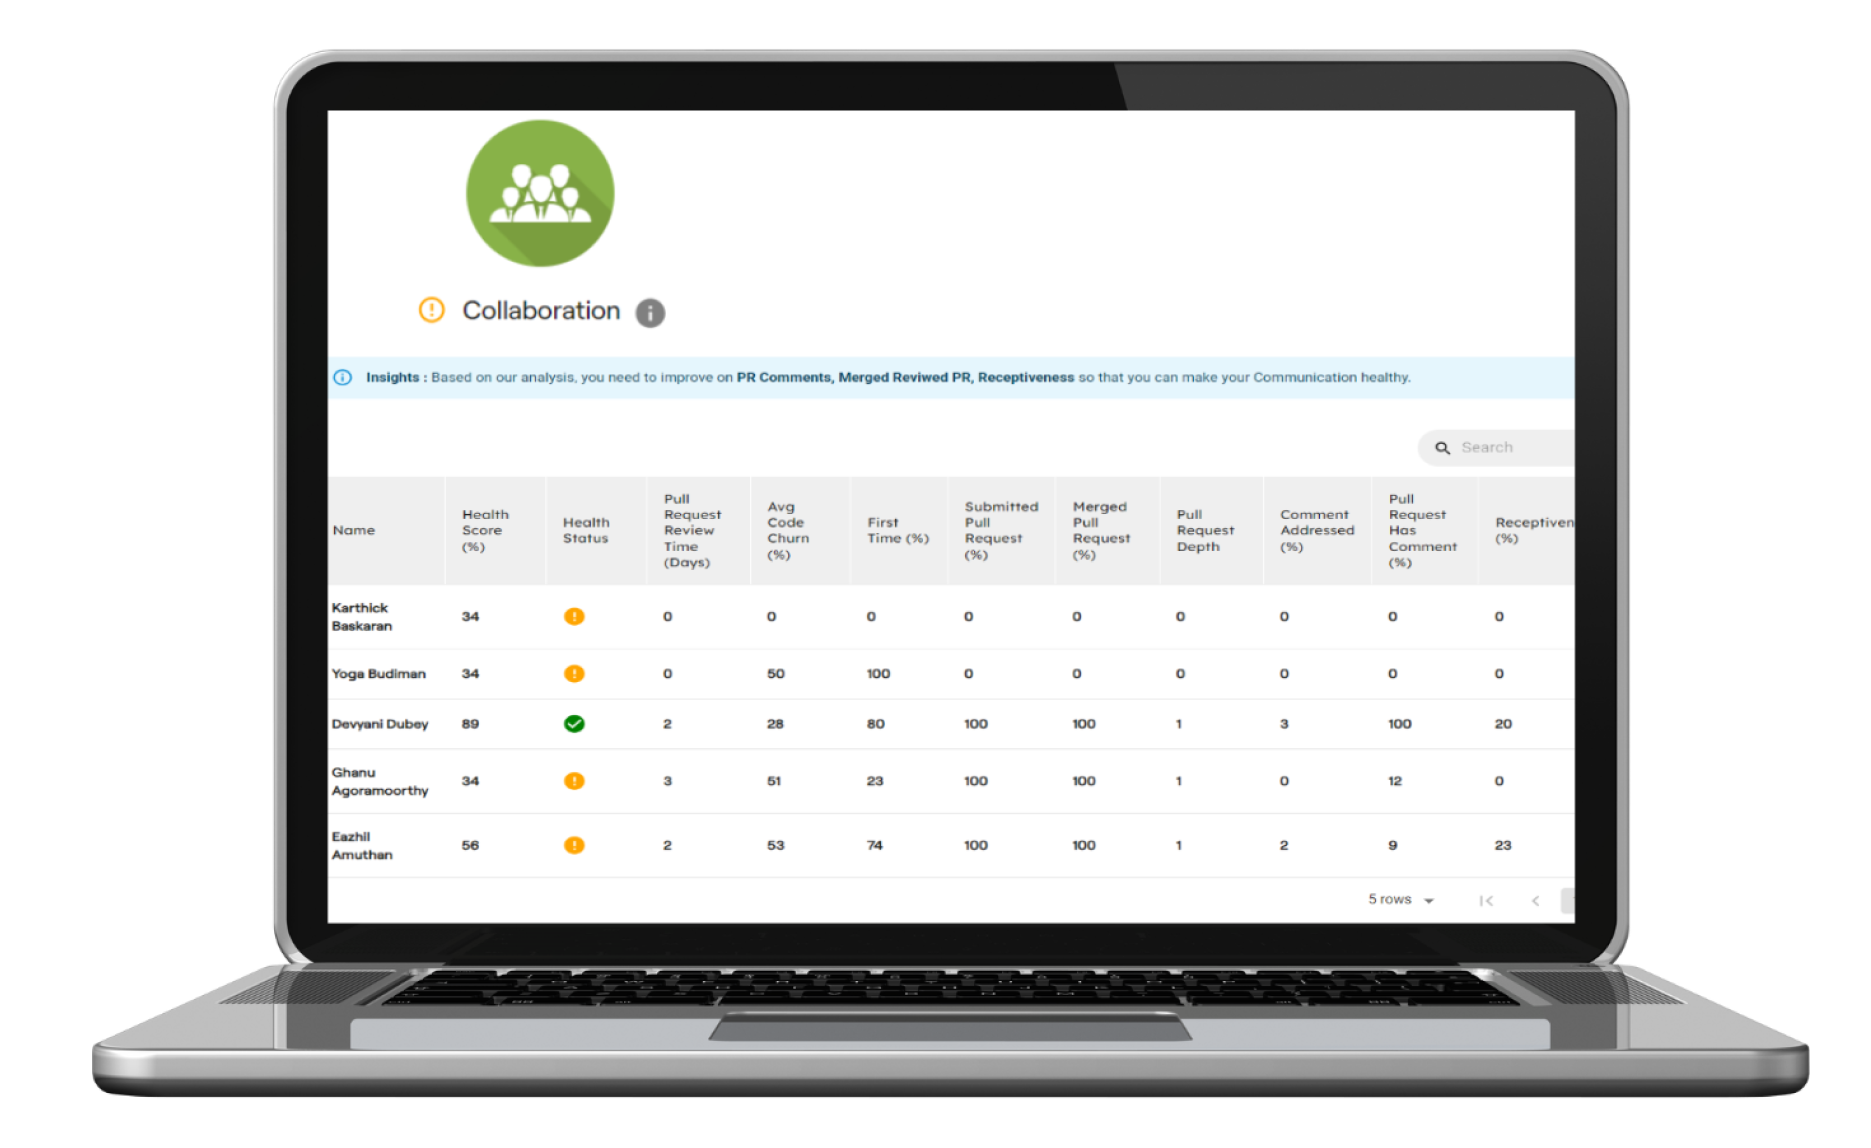 Collaboration
Insights : Based on our analysis, you need to improve on PR Comments, Merged Reviwed PR, Receptiveness so that you can make your Communication healthy.
Search
Name
Health
Score
(%)
Health
Status
Pull
Request
Review
Time
(Days)
Avg
Code
Churn
(%)
First
Time (%)
Submitted
Pull
Request
(%)
Merged
Pull
Request
(%)
Pull
Request
Depth
Comment
Addressed
(%)
Pull
Request
Has
Comment
(%)
Receptiven
(%)
Karthick
Baskaran
34 0 0 0 0 0 0 0 0 0
Yoga Budiman 34 0 50 100 0 0 0 0 0 0
Devyani Dubey 89 2 28 80 100 100 1 3 100 20
Ghanu
Agoramoorthy
34 3 51 23 100 100 1 0 12 0
Eazhil
Amuthan
56 2 53 74 100 100 1 2 9 23
5 rows